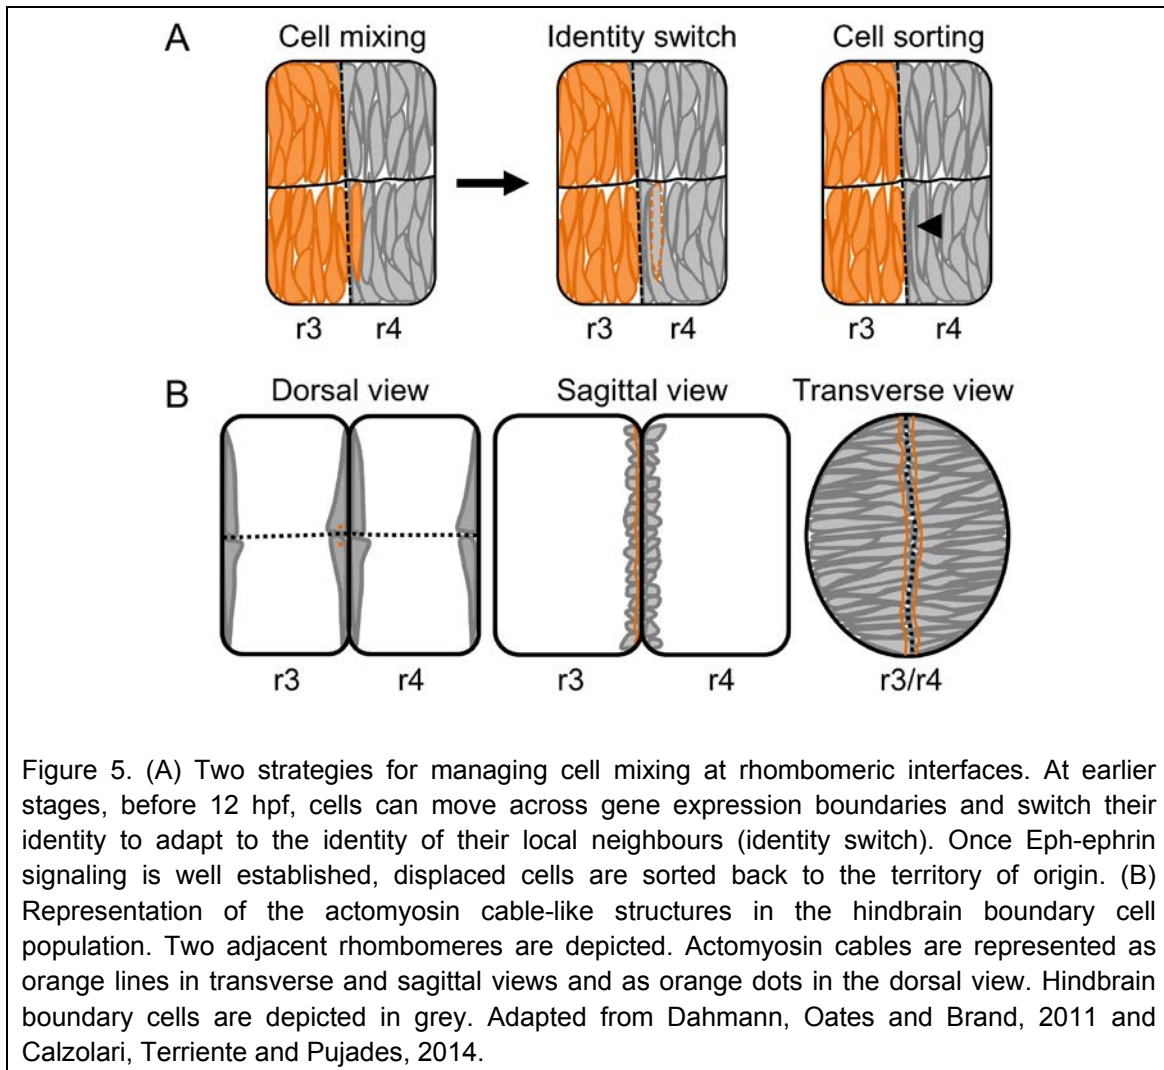 A
Cell mixing Identity switch Cell sorting
r3 r4 r3 r4 r3 r4
B
Dorsal view Sagittal view Transverse view
r3 r4 r3 r4 r3/r4
Figure 5. (A) Two strategies for managing cell mixing at rhombomeric interfaces. At earlier
stages, before 12 hpf, cells can move across gene expression boundaries and switch their
identity to adapt to the identity of their local neighbours (identity switch). Once Eph-ephrin
signaling is well established, displaced cells are sorted back to the territory of origin. (B)
Representation of the actomyosin cable-like structures in the hindbrain boundary cell
population. Two adjacent rhombomeres are depicted. Actomyosin cables are represented as
orange lines in transverse and sagittal views and as orange dots in the dorsal view. Hindbrain
boundary cells are depicted in grey. Adapted from Dahmann, Oates and Brand, 2011 and
Calzolari, Terriente and Pujades, 2014.